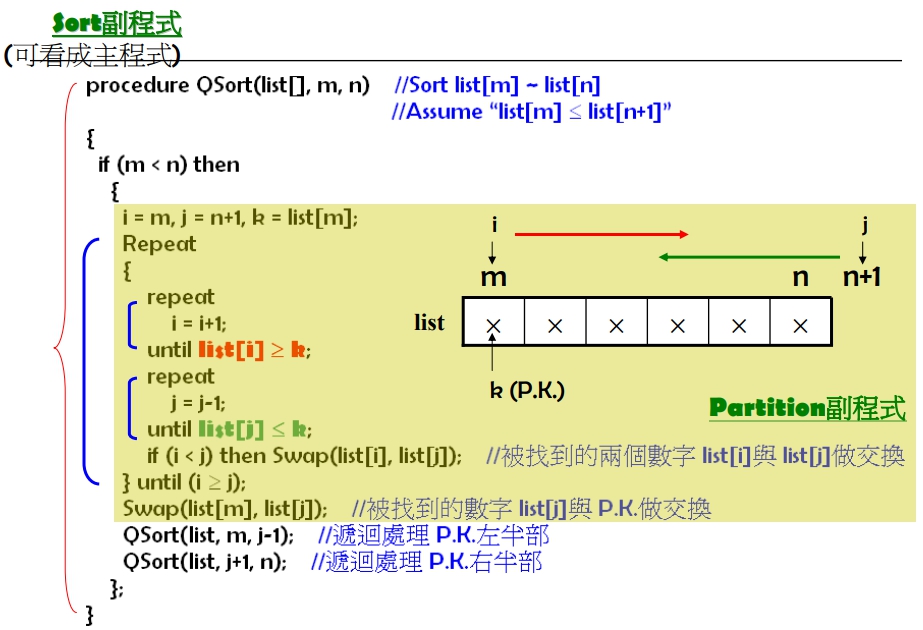 Sort副程式
(可看成主程式)
procedure QSort(list[], m, n) //Sort list[m] ~ list[n]
//Assume “list[m] ≤ list[n+1]”
{
if (m < n) then
{
i = m, j = n+1, k = list[m];
Repeat
{
repeat
i = i+1;
until list[i] ≥ k;
repeat
j = j-1;
until list[j] ≤ k;
if (i < j) then Swap(list[i], list[j]); //被找到的兩個數字 list[i]與 list[j]做交換
} until (i ≥ j);
Swap(list[m], list[j]); //被找到的數字 list[j]與 P.K.做交換
QSort(list, m, j-1); //遞迴處理 P.K.左半部
QSort(list, j+1, n); //遞迴處理 P.K.右半部
};
}
i j
m n n+1
list × × × × × ×
k (P.K.)
Partition副程式